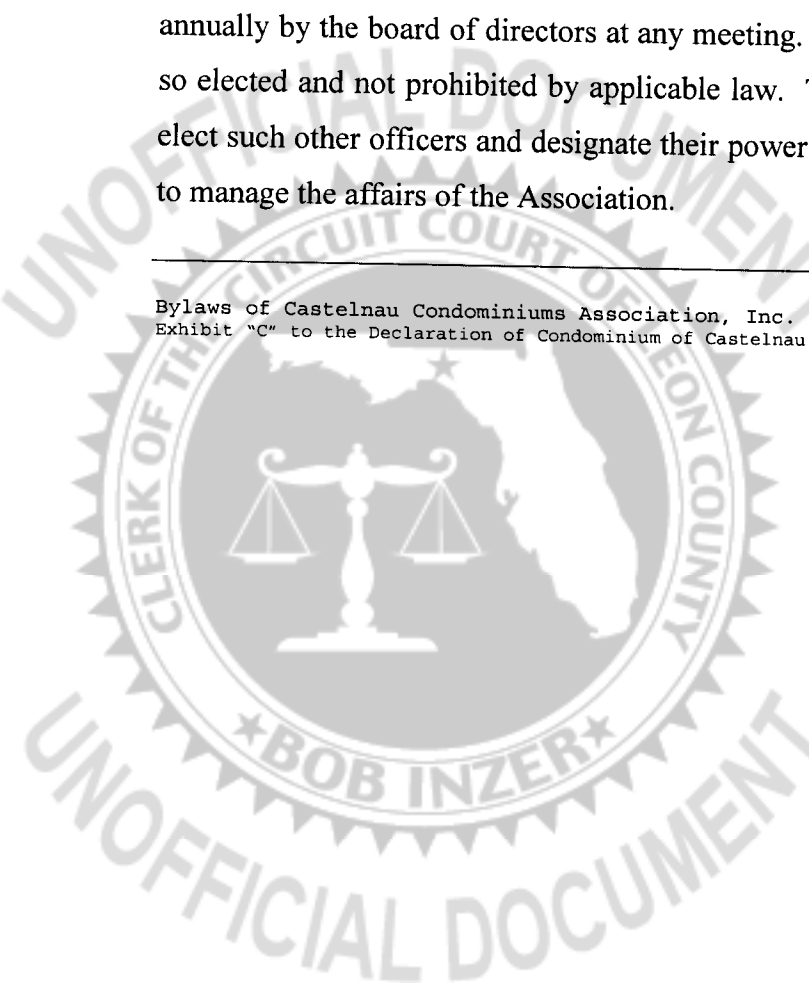 annually by the board of directors at any meeting.
so elected and not prohibited by applicable law.
elect such other officers and designate their power
to manage the affairs of the Association.
Bylaws of Castelnau Condominiums Association, Inc.
Exhibit "C" to the Declaration of Condominium of Castelnau
UNOFFICIAL DOCUMENT
CLERK OF THE CIRCUIT COURT OF LEON COUNTY
★BOB INZER★
UNOFFICIAL DOCUMENT